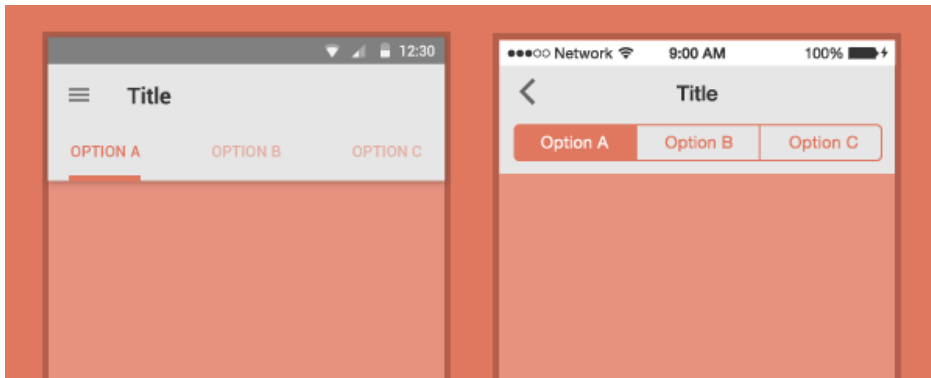 12:30
Title
OPTION A OPTION B OPTION C
Network 9:00 AM 100%
Title
Option A Option B Option C